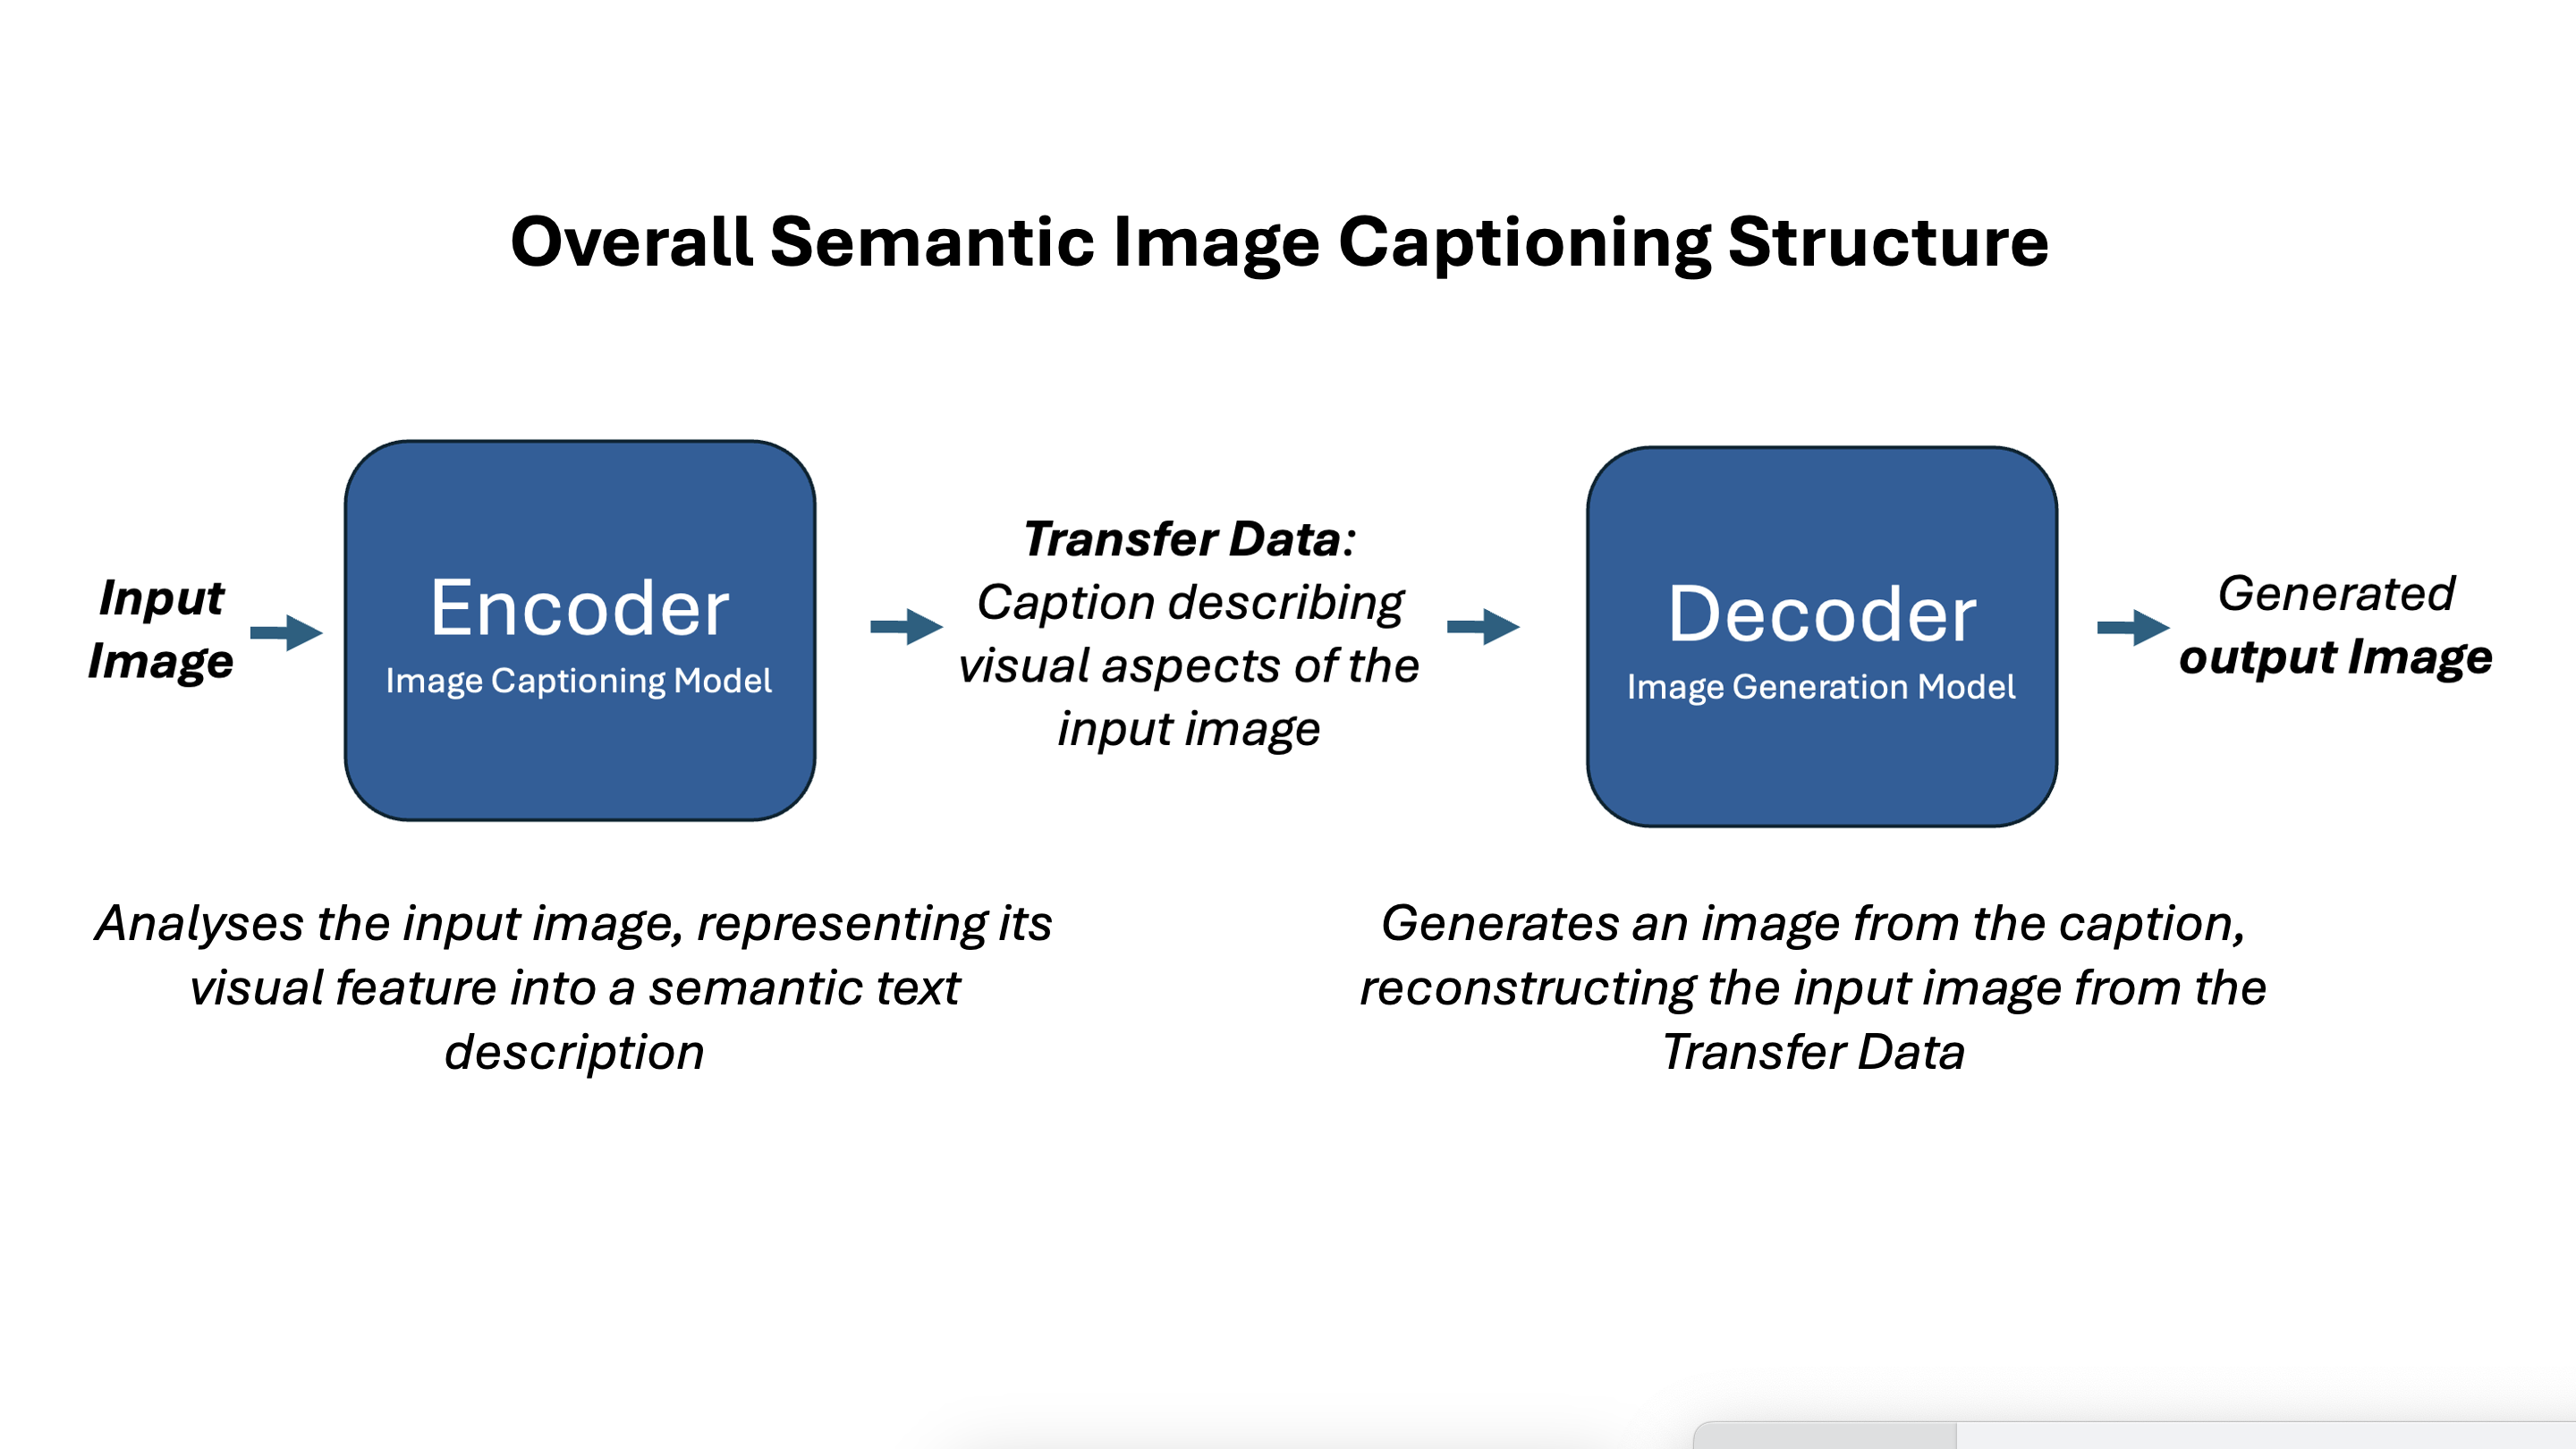 Overall Semantic Image Captioning Structure
Input
Image
Encoder
Image Captioning Model
Transfer Data:
Caption describing
visual aspects of the
input image
Decoder
Image Generation Model
Generated
output Image
Analyses the input image, representing its
visual feature into a semantic text
description
Generates an image from the caption,
reconstructing the input image from the
Transfer Data